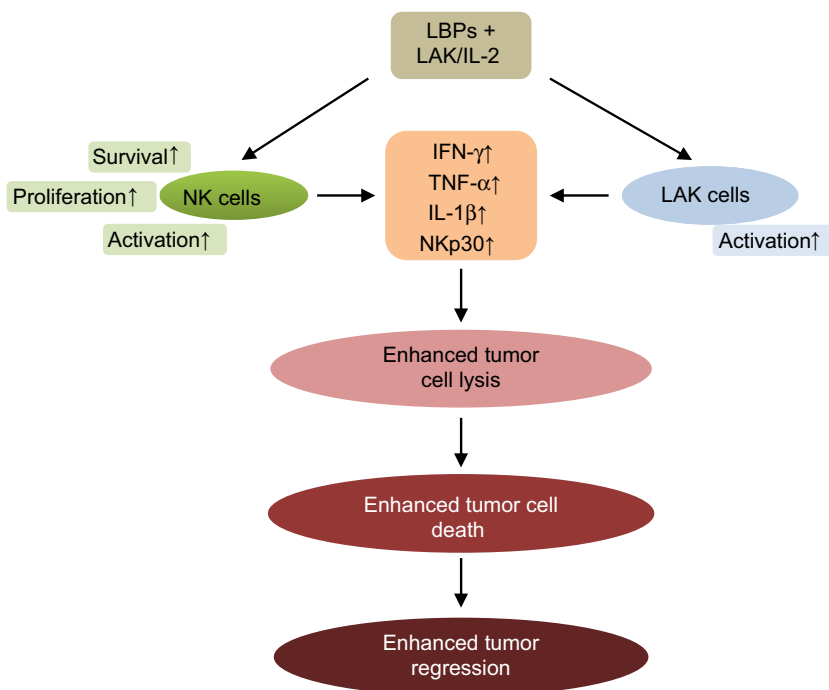 LBPs +
LAK/IL-2
Survival↑
Proliferation↑
NK cells
Activation↑
IFN-γ↑
TNF-α↑
IL-1β↑
NKp30↑
LAK cells
Activation↑
Enhanced tumor
cell lysis
Enhanced tumor cell
death
Enhanced tumor
regression